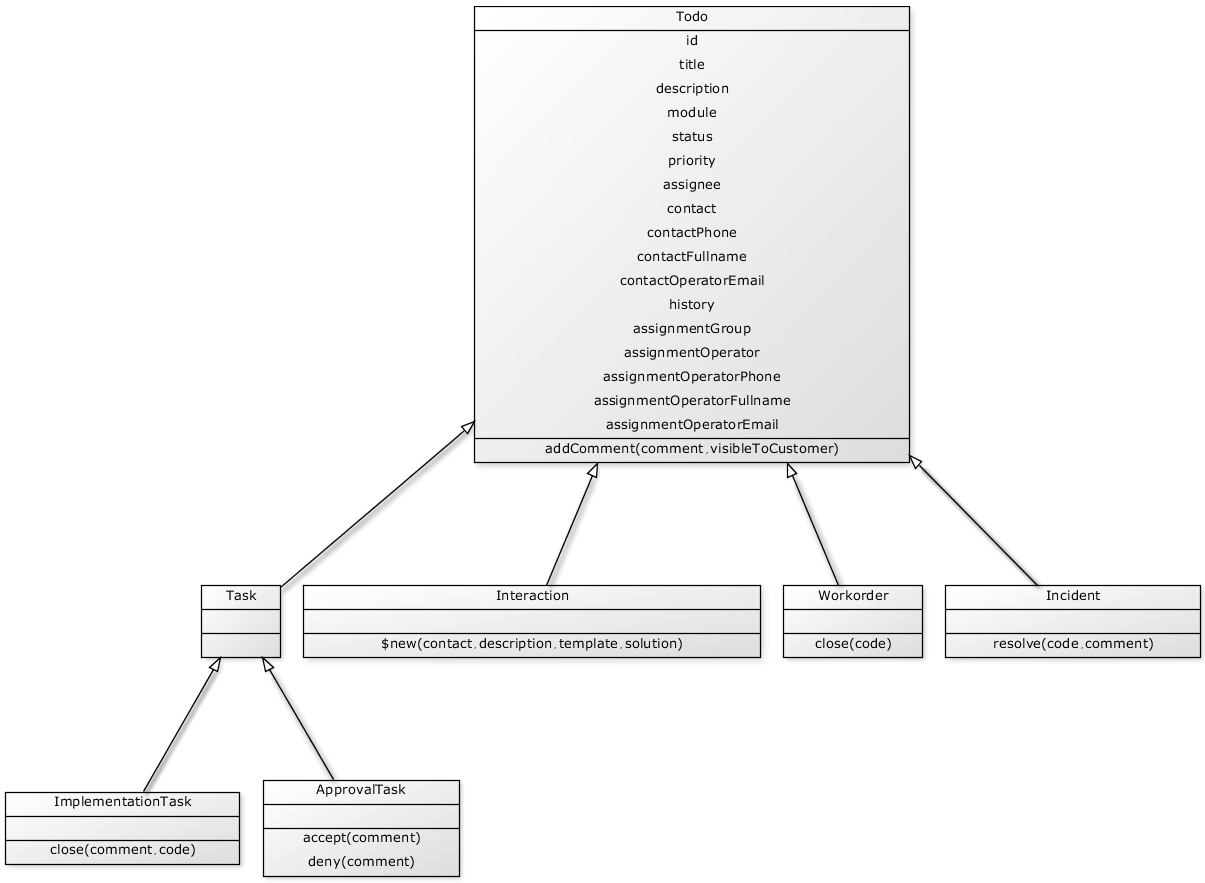 Todo
id
title
description
module
status
priority
assignee
contact
contactPhone
contactFullname
contactOperatorEmail
history
assignmentGroup
assignmentOperator
assignmentOperatorPhone
assignmentOperatorFullname
assignmentOperatorEmail
addComment(comment,visibleToCustomer)
Task
Interaction
$new(contact,description,template,solution)
Workorder
close(code)
Incident
resolve(code,comment)
ImplementationTask
close(comment,code)
ApprovalTask
accept(comment)
deny(comment)